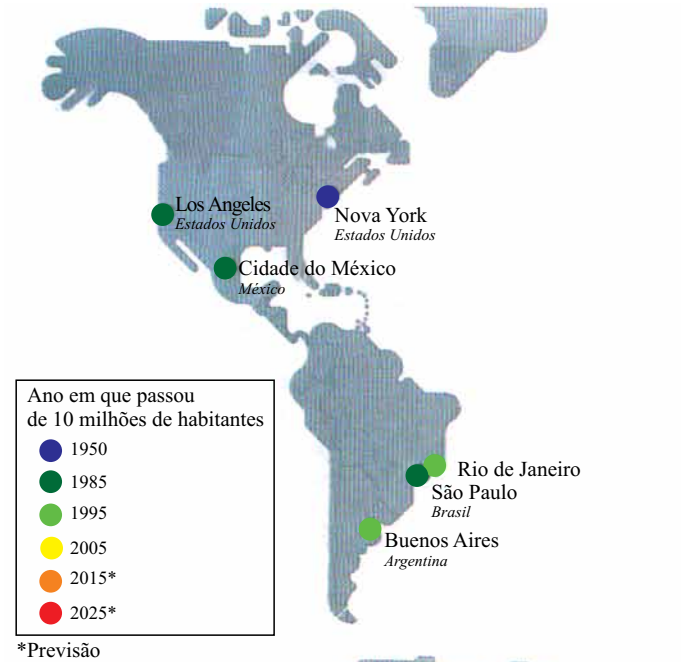 Los Angeles
Estados Unidos
Nova York
Estados Unidos
Cidade do México
México
Ano em que passou
de 10 milhões de habitantes
1950
1985
1995
2005
2015*
2025*
Rio de Janeiro
São Paulo
Brasil
Buenos Aires
Argentina
*Previsão